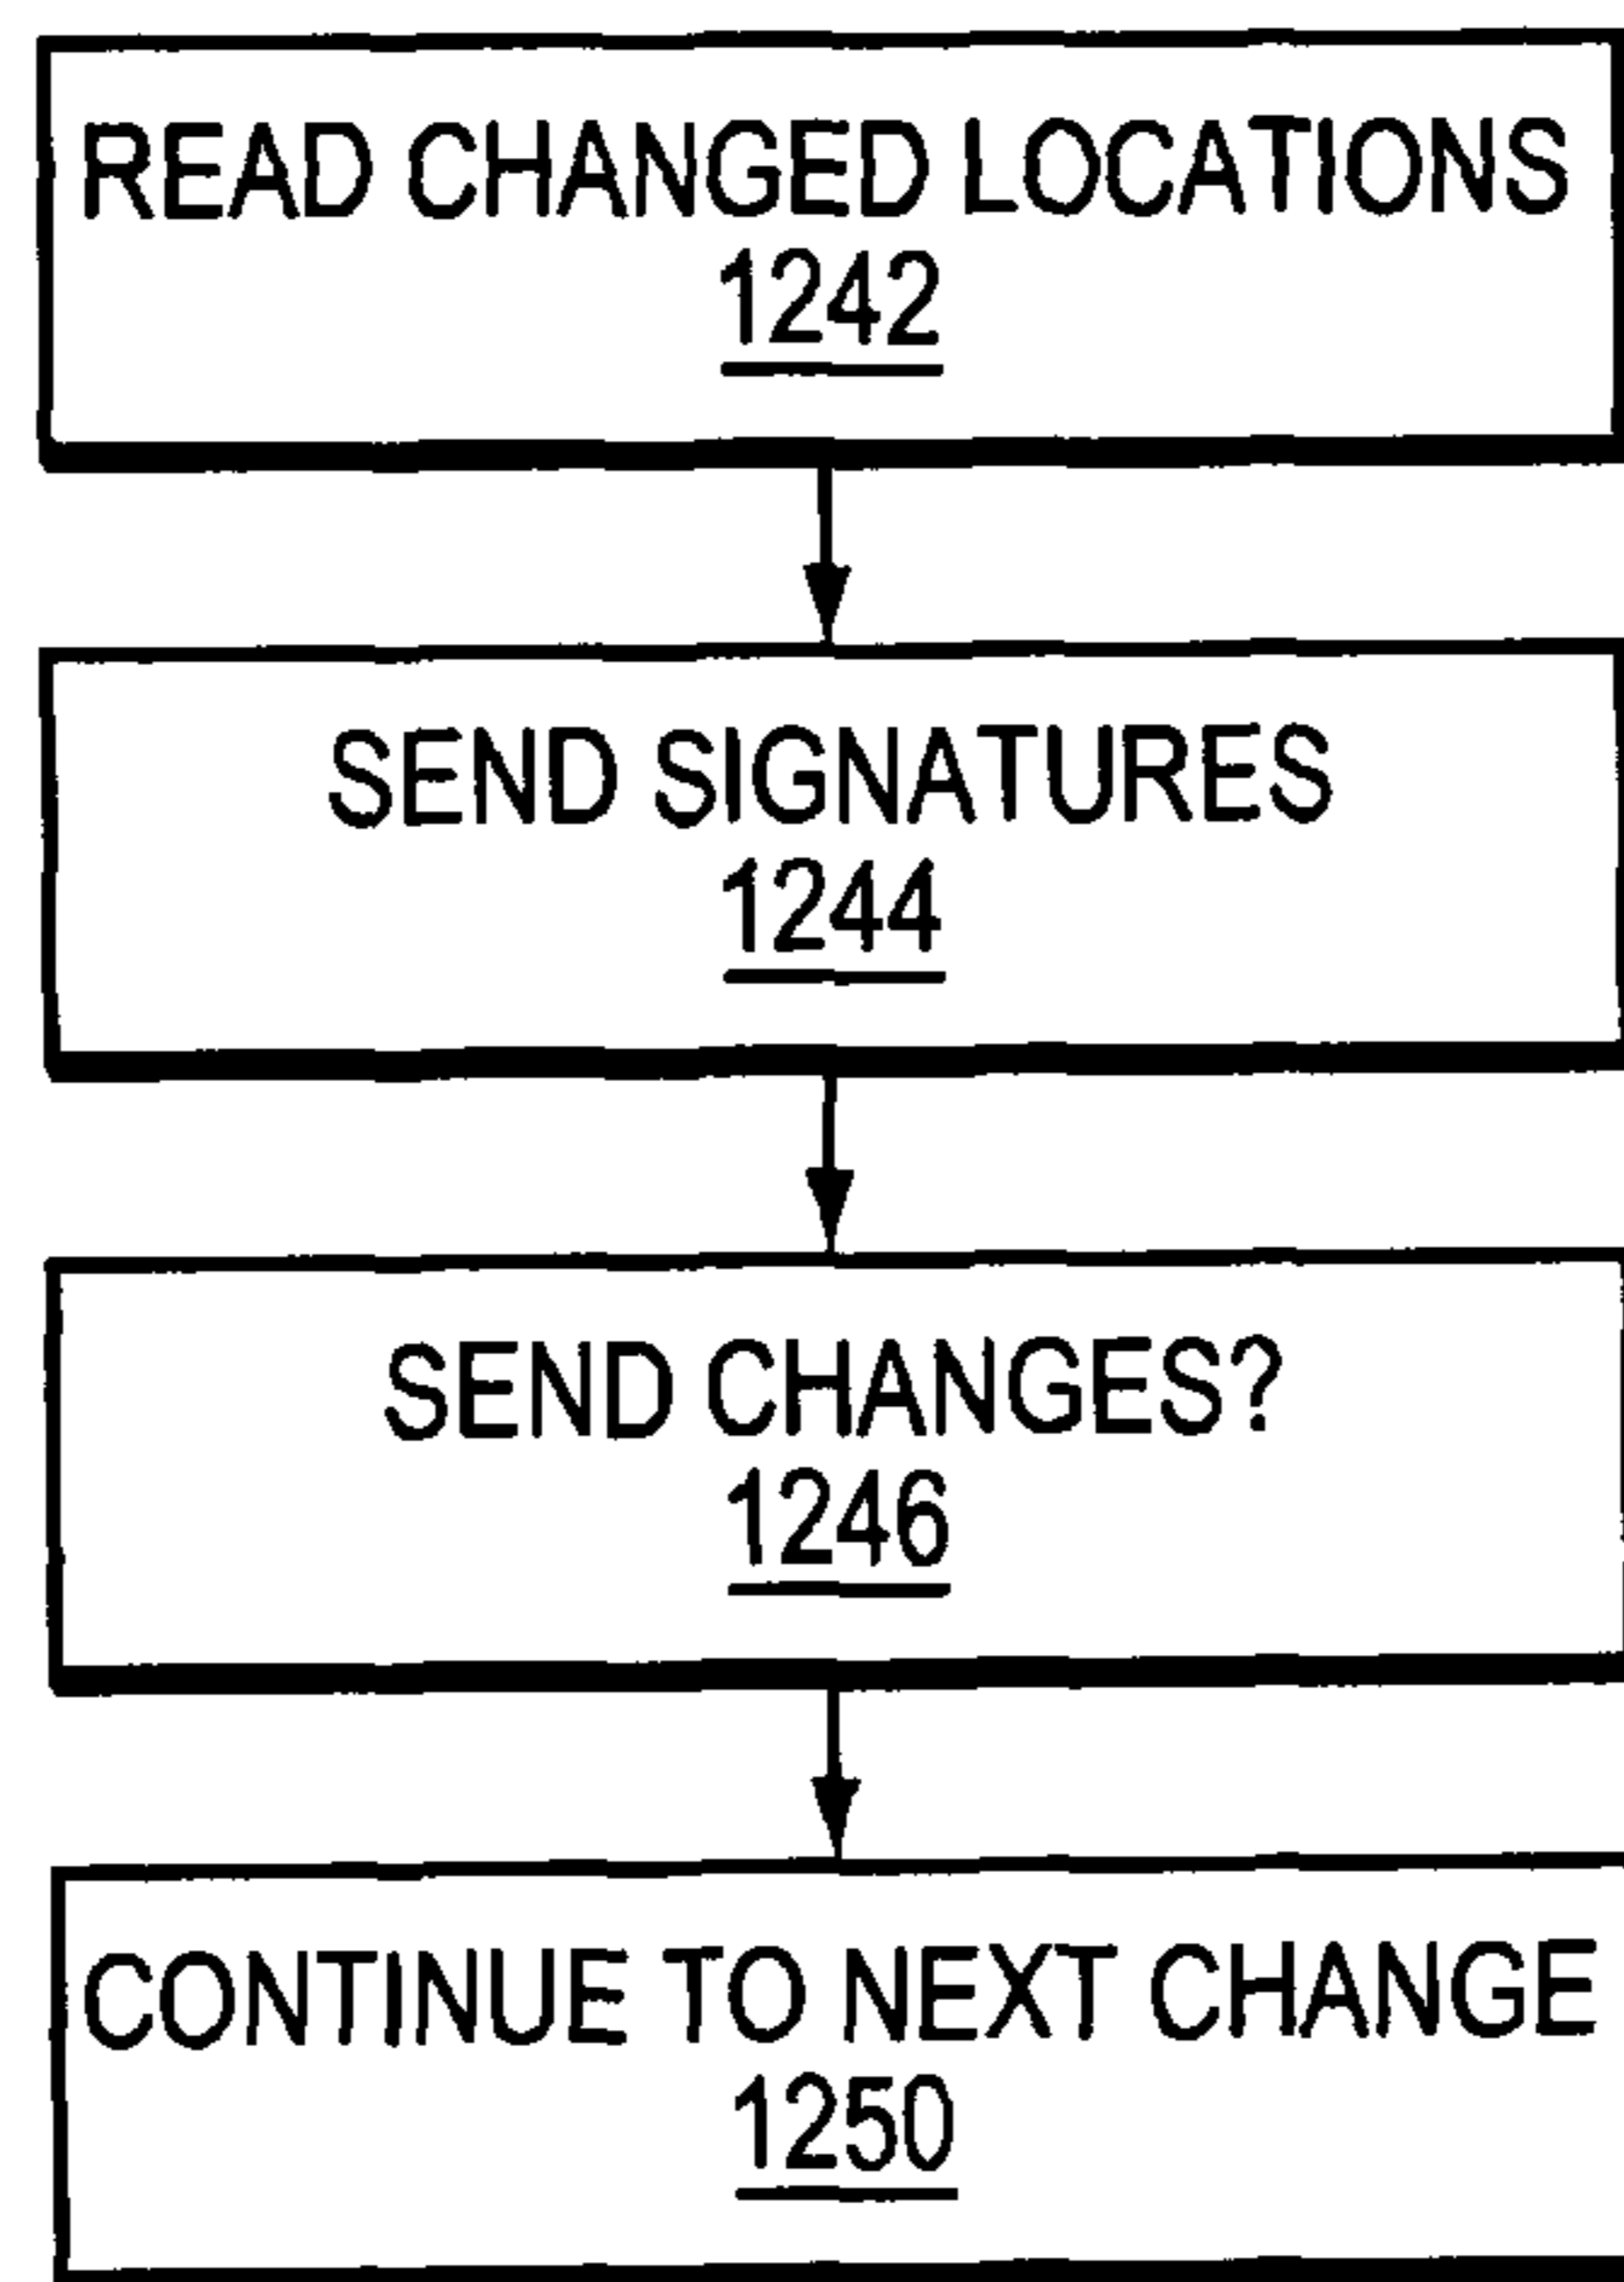 READ CHANGED LOCATIONS
1242
SEND SIGNATURES
1244
SEND CHANGES?
1246
CONTINUE TO NEXT CHANGE
1250